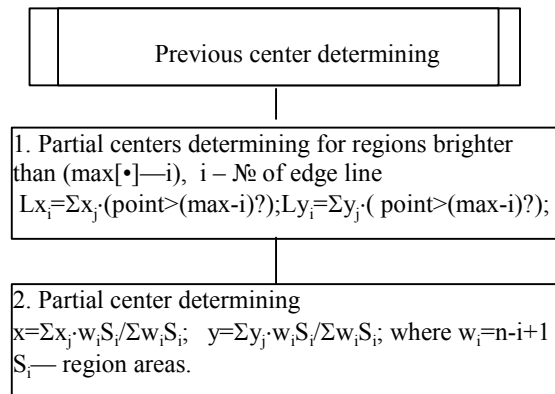 Previous center determining
1. Partial centers determining for regions brighter
than (max[•]—i), i – № of edge line
Lxᵢ=Σxⱼ·(point>(max-i)?);Lyᵢ=Σyⱼ·( point>(max-i)?);
2. Partial center determining
x=Σxⱼ·wᵢSᵢ/ΣwᵢSᵢ; y=Σyⱼ·wᵢSᵢ/ΣwᵢSᵢ; where wᵢ=n-i+1
Sᵢ— region areas.